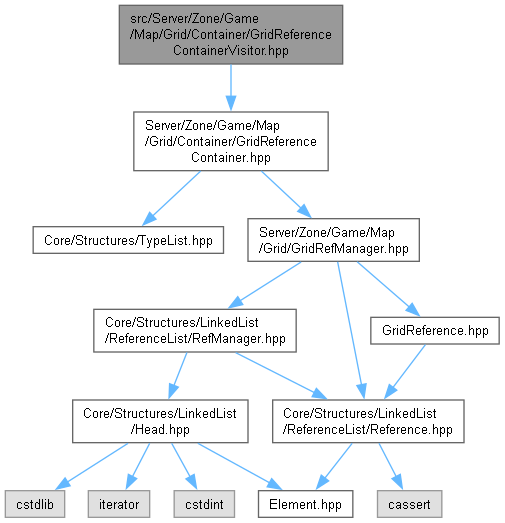 src/Server/Zone/Game
/Map/Grid/Container/GridReference
ContainerVisitor.hpp
Server/Zone/Game/Map
/Grid/Container/GridReference
Container.hpp
Core/Structures/TypeList.hpp
Server/Zone/Game/Map
/Grid/GridRefManager.hpp
Core/Structures/LinkedList
/ReferenceList/RefManager.hpp
GridReference.hpp
Core/Structures/LinkedList
/Head.hpp
Core/Structures/LinkedList
/ReferenceList/Reference.hpp
cstdlib
iterator
cstdint
Element.hpp
cassert